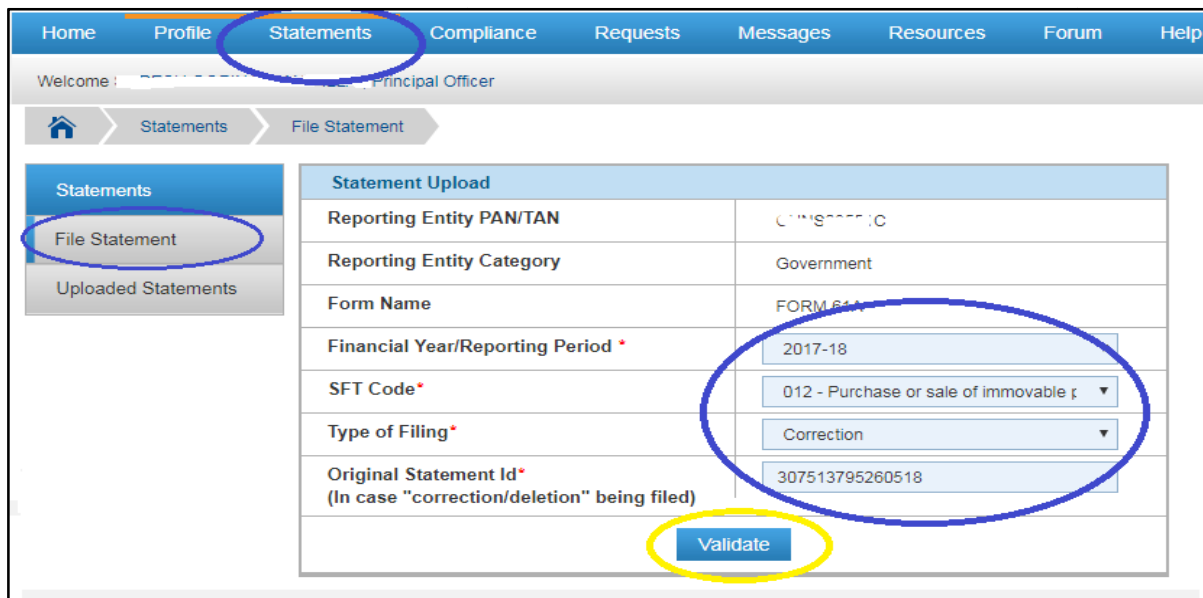 Home Profile Statements Compliance Requests Messages Resources Forum Help
Welcome : Principal Officer
Statements File Statement
Statements
File Statement
Uploaded Statements
Statement Upload
Reporting Entity PAN/TAN
Reporting Entity Category Government
Form Name FORM 61A
Financial Year/Reporting Period * 2017-18
SFT Code* 012 - Purchase or sale of immovable p
Type of Filing* Correction
Original Statement Id* 307513795260518
(In case "correction/deletion" being filed)
Validate